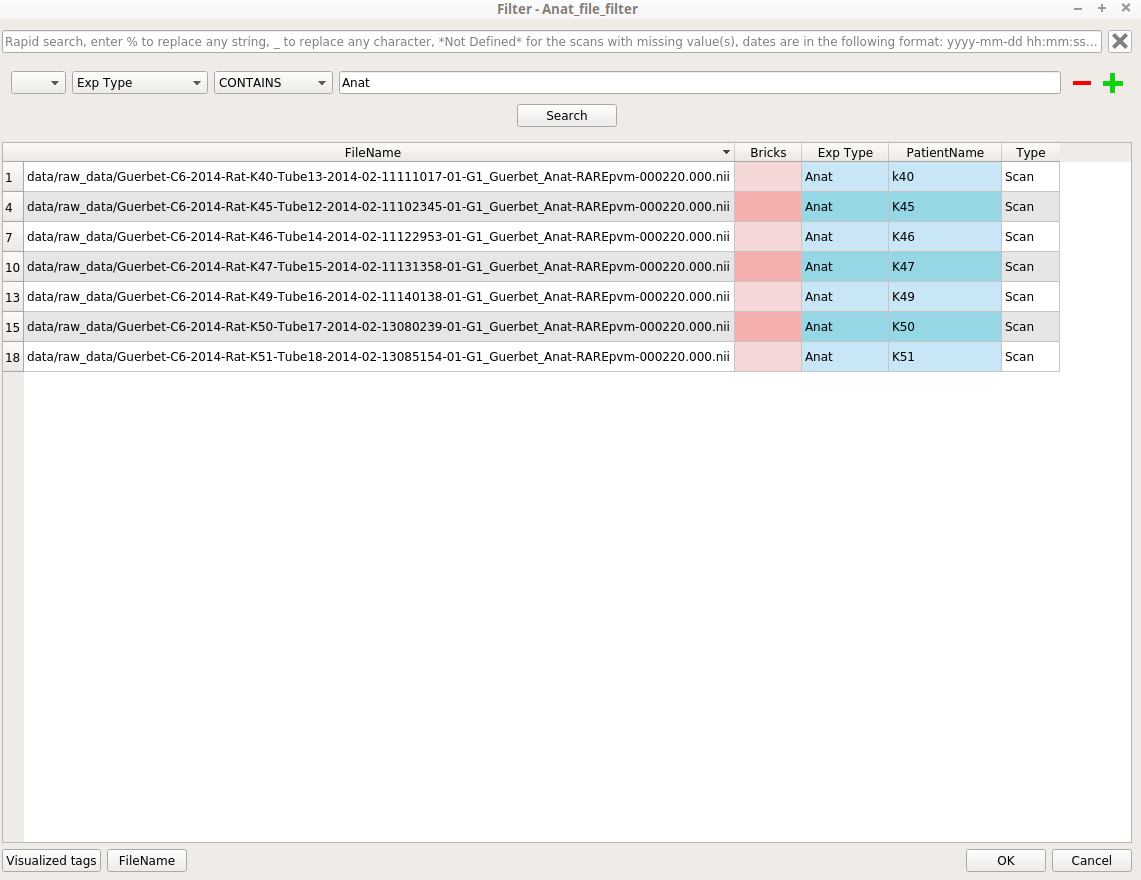 Filter - Anat_file_filter
Rapid search, enter % to replace any string, _ to replace any character, *Not Defined* for the scans with missing value(s), dates are in the following format: yyyy-mm-dd hh:mm:ss...
Exp Type CONTAINS Anat
Search
FileName Bricks Exp Type PatientName Type
1 data/raw_data/Guerbet-C6-2014-Rat-K40-Tube13-2014-02-11111017-01-G1_Guerbet_Anat-RAREpvm-000220.000.nii Anat k40 Scan
4 data/raw_data/Guerbet-C6-2014-Rat-K45-Tube12-2014-02-11102345-01-G1_Guerbet_Anat-RAREpvm-000220.000.nii Anat K45 Scan
7 data/raw_data/Guerbet-C6-2014-Rat-K46-Tube14-2014-02-11122953-01-G1_Guerbet_Anat-RAREpvm-000220.000.nii Anat K46 Scan
10 data/raw_data/Guerbet-C6-2014-Rat-K47-Tube15-2014-02-11131358-01-G1_Guerbet_Anat-RAREpvm-000220.000.nii Anat K47 Scan
13 data/raw_data/Guerbet-C6-2014-Rat-K49-Tube16-2014-02-11140138-01-G1_Guerbet_Anat-RAREpvm-000220.000.nii Anat K49 Scan
15 data/raw_data/Guerbet-C6-2014-Rat-K50-Tube17-2014-02-13080239-01-G1_Guerbet_Anat-RAREpvm-000220.000.nii Anat K50 Scan
18 data/raw_data/Guerbet-C6-2014-Rat-K51-Tube18-2014-02-13085154-01-G1_Guerbet_Anat-RAREpvm-000220.000.nii Anat K51 Scan
Visualized tags FileName OK Cancel